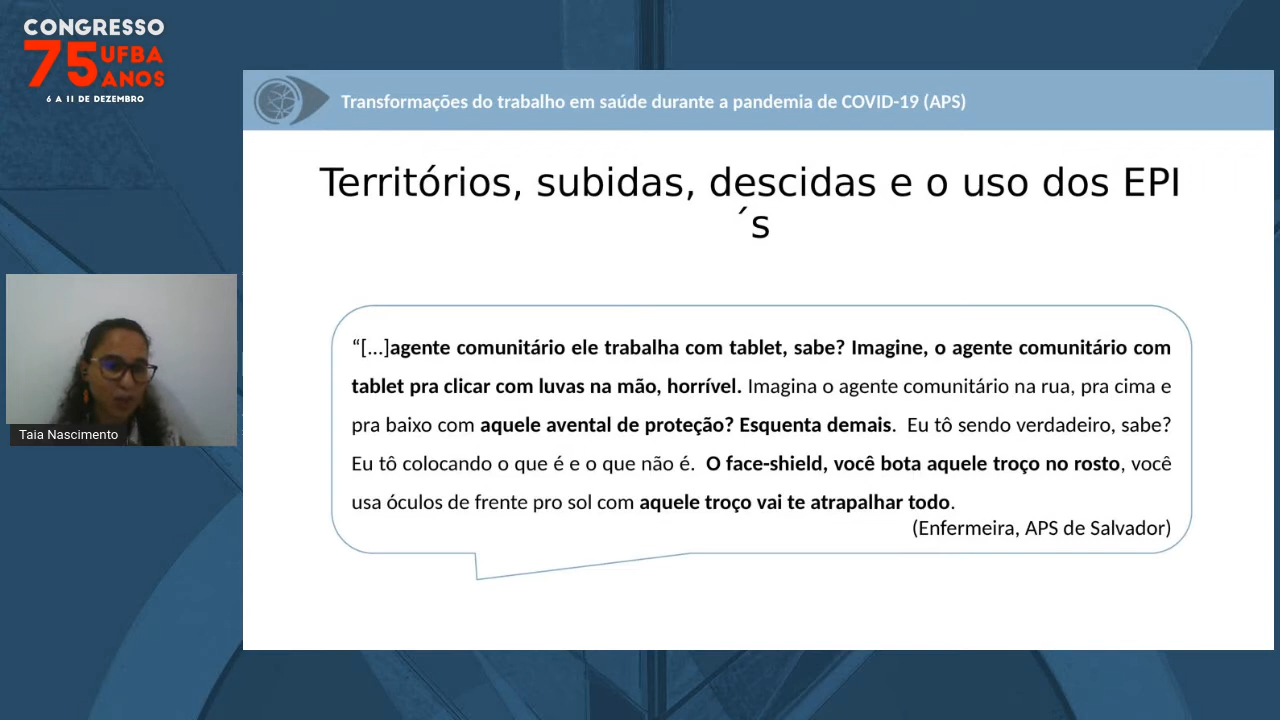 CONGRESSO
75 UFBA
ANOS
6 A 11 DE DEZEMBRO
Transformações do trabalho em saúde durante a pandemia de COVID-19 (APS)
Territórios, subidas, descidas e o uso dos EPI
´s
“[...]agente comunitário ele trabalha com tablet, sabe? Imagine, o agente comunitário com
tablet pra clicar com luvas na mão, horrível. Imagina o agente comunitário na rua, pra cima e
pra baixo com aquele avental de proteção? Esquenta demais. Eu tô sendo verdadeiro, sabe?
Eu tô colocando o que é e o que não é. O face-shield, você bota aquele troço no rosto, você
usa óculos de frente pro sol com aquele troço vai te atrapalhar todo.
(Enfermeira, APS de Salvador)
Taia Nascimento